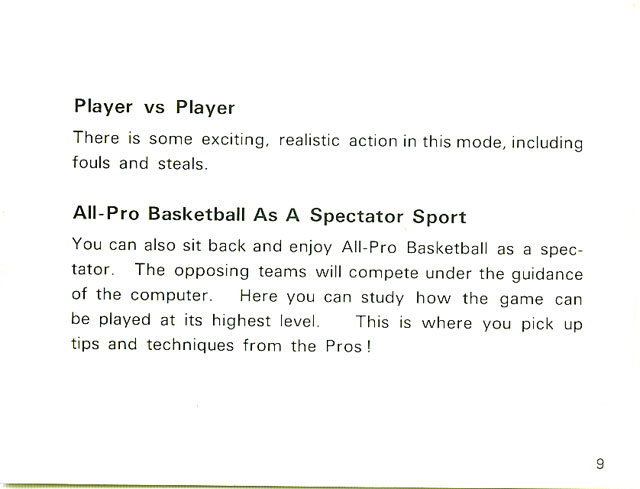 Player vs Player
There is some exciting, realistic action in this mode, including
fouls and steals.
All-Pro Basketball As A Spectator Sport
You can also sit back and enjoy All-Pro Basketball as a spec-
tator. The opposing teams will compete under the guidance
of the computer. Here you can study how the game can
be played at its highest level. This is where you pick up
tips and techniques from the Pros!
9